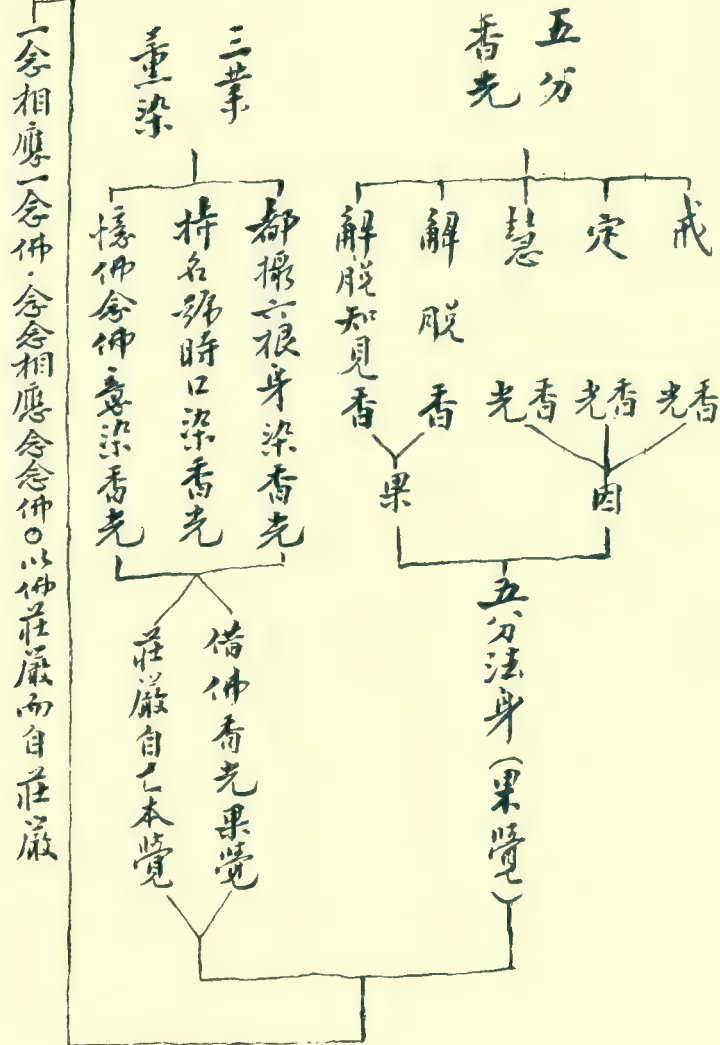 五分
香光
戒
香光
定
香光
慧
香光
解脫香
解脫知見香
因
果
五分法身（果覺）
三業
熏染
都攝六根身染香光
持名號時口染香光
憶佛念佛意染香光
借佛香光果覺
莊嚴自己本覺
一念相應一念佛．念念相應念念佛。以佛莊嚴而自莊嚴